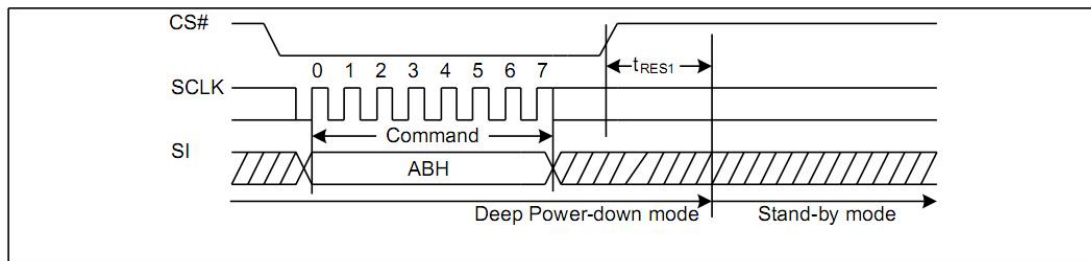 CS#
tRES1
0 1 2 3 4 5 6 7
SCLK
Command
SI
ABH
Deep Power-down mode
Stand-by mode